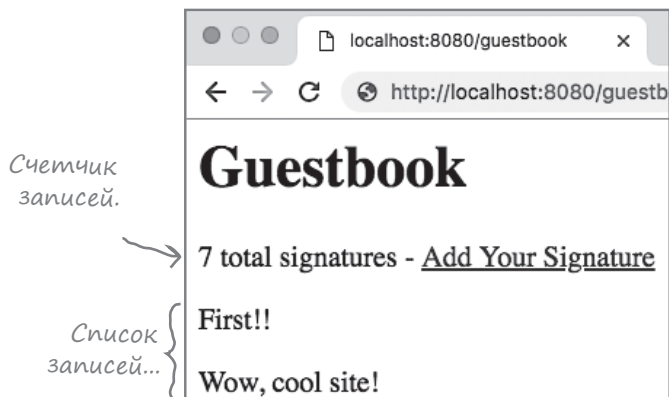 localhost:8080/guestbook
http://localhost:8080/guestb
Guestbook
Счетчик
записей.
7 total signatures - Add Your Signature
First!!
Список
записей...
Wow, cool site!